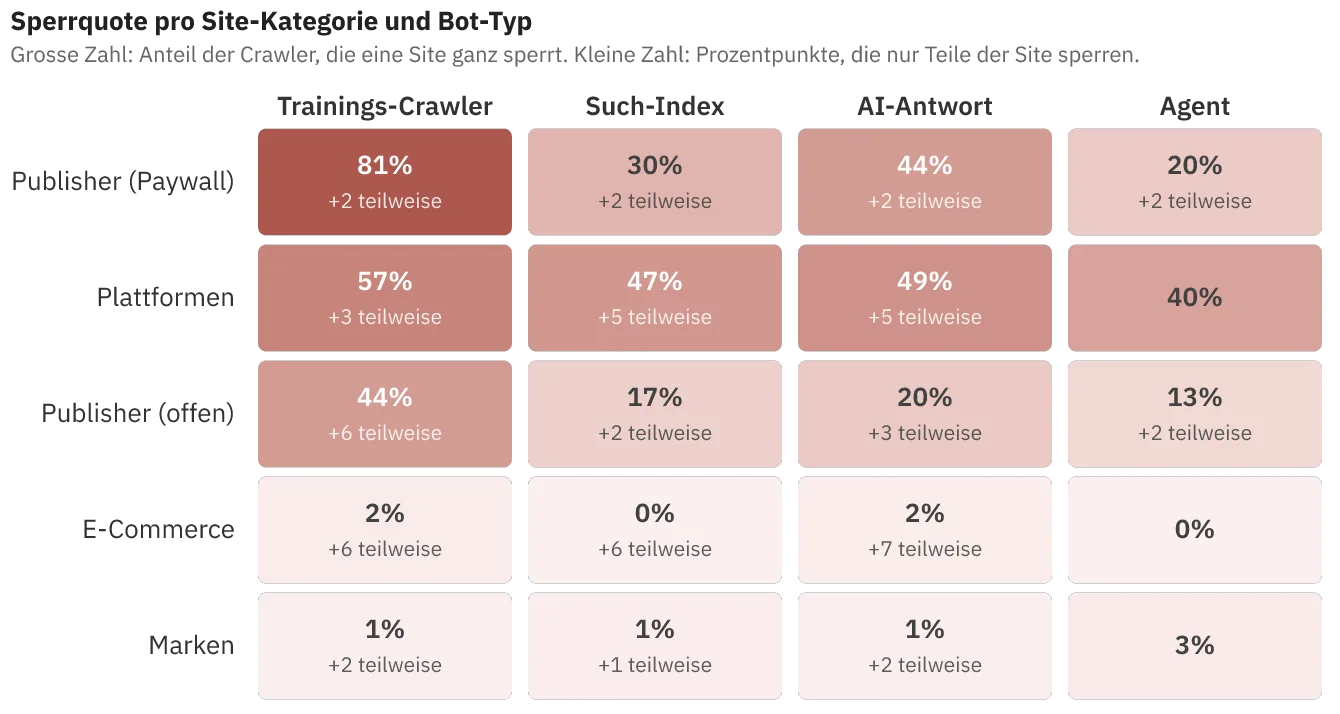 Sperrquote pro Site-Kategorie und Bot-Typ
Grosse Zahl: Anteil der Crawler, die eine Site ganz sperrt. Kleine Zahl: Prozentpunkte, die nur Teile der Site sperren.
Trainings-Crawler Such-Index AI-Antwort Agent
Publisher (Paywall)
81% 30% 44% 20%
+2 teilweise +2 teilweise +2 teilweise +2 teilweise
Plattformen
57% 47% 49% 40%
+3 teilweise +5 teilweise +5 teilweise
Publisher (offen)
44% 17% 20% 13%
+6 teilweise +2 teilweise +3 teilweise +2 teilweise
E-Commerce
2% 0% 2% 0%
+6 teilweise +6 teilweise +7 teilweise
Marken
1% 1% 1% 3%
+2 teilweise +1 teilweise +2 teilweise